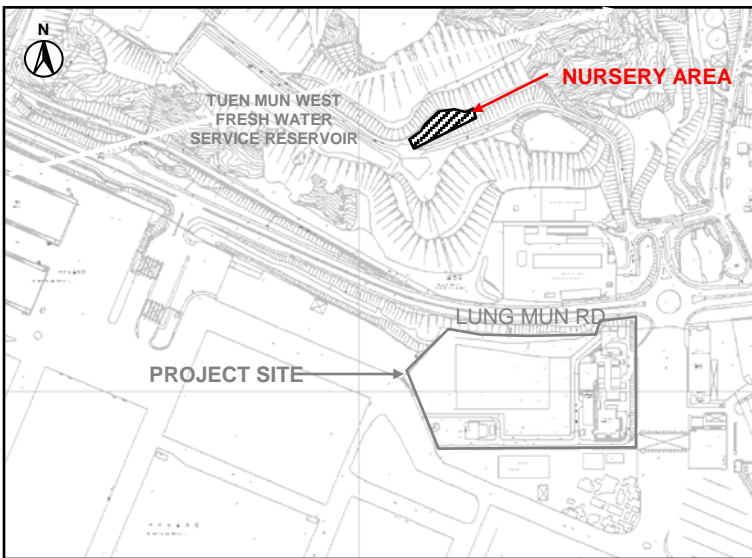 N
NURSERY AREA
TUEN MUN WEST
FRESH WATER
SERVICE RESERVOIR
LUNG MUN RD
PROJECT SITE